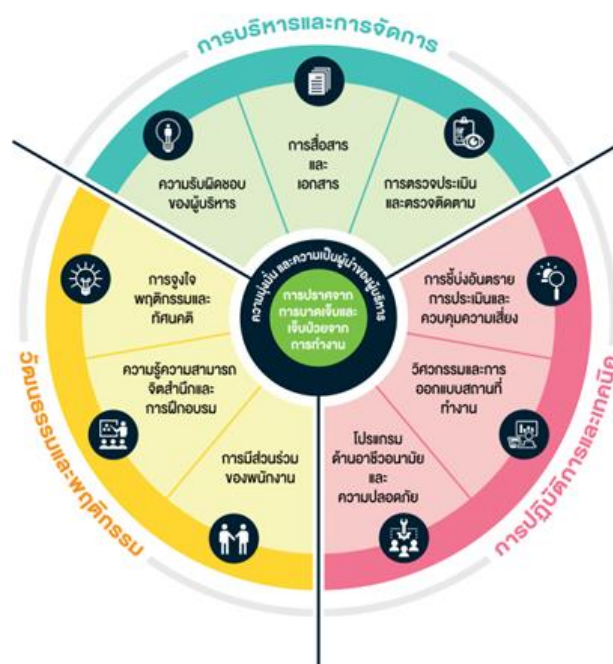 การบริหารและการจัดการ
ความรับผิดชอบ
ของผู้บริหาร
การสื่อสาร
และ
เอกสาร
การตรวจประเมิน
และตรวจติดตาม
ความมุ่งมั่น และความเป็นผู้นำของผู้บริหาร
การปราศจาก
การบาดเจ็บและ
เจ็บป่วยจาก
การทำงาน
การชี้บ่งอันตราย
การประเมินและ
ควบคุมความเสี่ยง
วิศวกรรมและการ
ออกแบบสถานที่
ทำงาน
โปรแกรม
ด้านอาชีวอนามัย
และ
ความปลอดภัย
การปฏิบัติการและเทคนิค
การจูงใจ
พฤติกรรมและ
ทัศนคติ
ความรู้ความสามารถ
จิตสำนึกและ
การฝึกอบรม
การมีส่วนร่วม
ของพนักงาน
วัฒนธรรมและพฤติกรรม